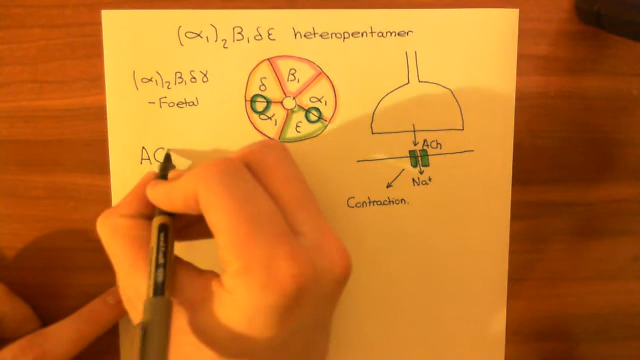 (α₁)₂ β₁ δ ε heteropentamer
(α₁)₂ β₁ δ γ
- Foetal
β₁
δ
α₁
α₁
ε
AC
ACh
Na⁺
Contraction.